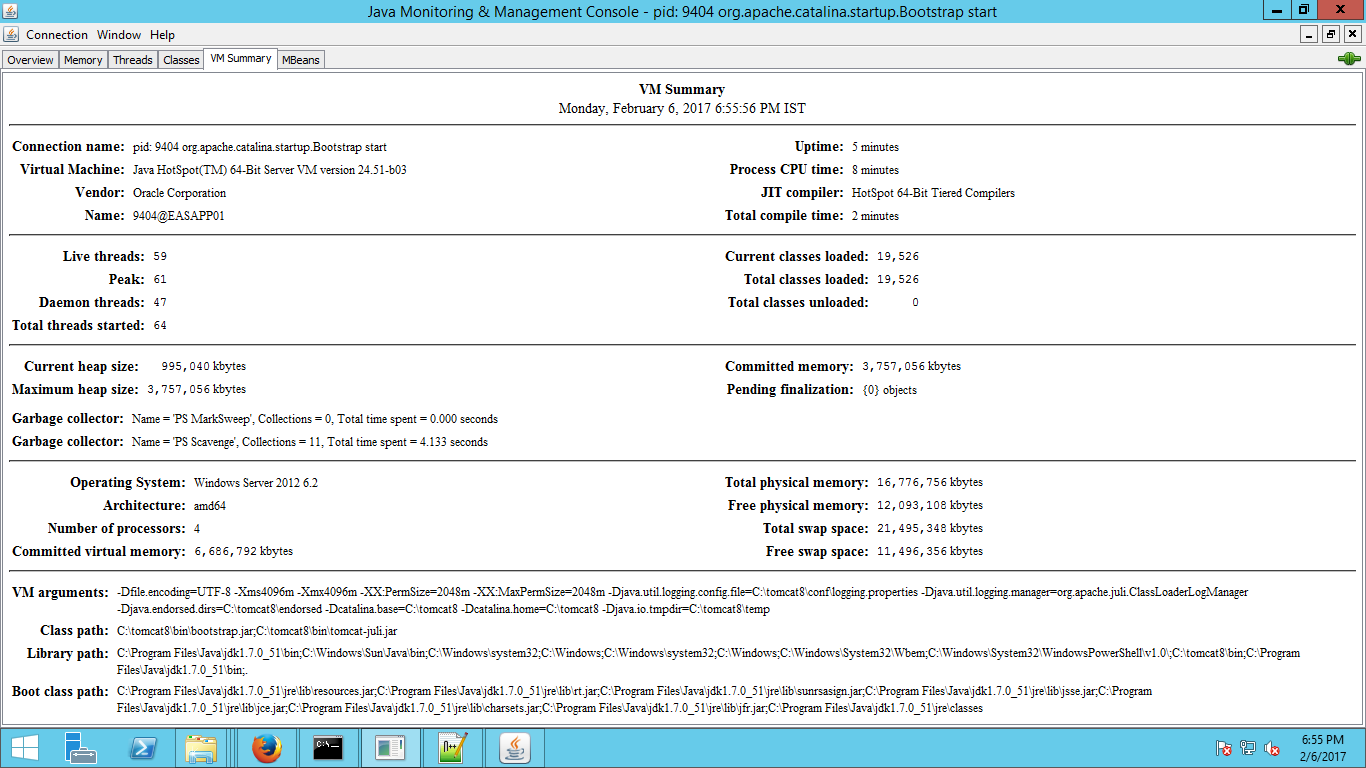 Java Monitoring & Management Console - pid: 9404 org.apache.catalina.startup.Bootstrap start
Connection Window Help
Overview Memory Threads Classes VM Summary MBeans
VM Summary
Monday, February 6, 2017 6:55:56 PM IST
Connection name: pid: 9404 org.apache.catalina.startup.Bootstrap start
Uptime: 5 minutes
Virtual Machine: Java HotSpot(TM) 64-Bit Server VM version 24.51-b03
Process CPU time: 8 minutes
Vendor: Oracle Corporation
JIT compiler: HotSpot 64-Bit Tiered Compilers
Name: 9404@EASAPP01
Total compile time: 2 minutes
Live threads: 59
Current classes loaded: 19,526
Peak: 61
Total classes loaded: 19,526
Daemon threads: 47
Total classes unloaded: 0
Total threads started: 64
Current heap size: 995,040 kbytes
Committed memory: 3,757,056 kbytes
Maximum heap size: 3,757,056 kbytes
Pending finalization: {0} objects
Garbage collector: Name = 'PS MarkSweep', Collections = 0, Total time spent = 0.000 seconds
Garbage collector: Name = 'PS Scavenge', Collections = 11, Total time spent = 4.133 seconds
Operating System: Windows Server 2012 6.2
Total physical memory: 16,776,756 kbytes
Architecture: amd64
Free physical memory: 12,093,108 kbytes
Number of processors: 4
Total swap space: 21,495,348 kbytes
Committed virtual memory: 6,686,792 kbytes
Free swap space: 11,496,356 kbytes
VM arguments: -Dfile.encoding=UTF-8 -Xms4096m -Xmx4096m -XX:PermSize=2048m -XX:MaxPermSize=2048m -Djava.util.logging.config.file=C:\tomcat8\conf\logging.properties -Djava.util.logging.manager=org.apache.juli.ClassLoaderLogManager
-Djava.endorsed.dirs=C:\tomcat8\endorsed -Dcatalina.base=C:\tomcat8 -Dcatalina.home=C:\tomcat8 -Djava.io.tmpdir=C:\tomcat8\temp
Class path: C:\tomcat8\bin\bootstrap.jar;C:\tomcat8\bin\tomcat-juli.jar
Library path: C:\Program Files\Java\jdk1.7.0_51\bin;C:\Windows\Sun\Java\bin;C:\Windows\system32;C:\Windows;C:\Windows\system32;C:\Windows;C:\Windows\System32\Wbem;C:\Windows\System32\WindowsPowerShell\v1.0\;C:\tomcat8\bin;C:\Program
Files\Java\jdk1.7.0_51\bin;.
Boot class path: C:\Program Files\Java\jdk1.7.0_51\jre\lib\resources.jar;C:\Program Files\Java\jdk1.7.0_51\jre\lib\rt.jar;C:\Program Files\Java\jdk1.7.0_51\jre\lib\sunrsasign.jar;C:\Program Files\Java\jdk1.7.0_51\jre\lib\jsse.jar;C:\Program
Files\Java\jdk1.7.0_51\jre\lib\jce.jar;C:\Program Files\Java\jdk1.7.0_51\jre\lib\charsets.jar;C:\Program Files\Java\jdk1.7.0_51\jre\lib\jfr.jar;C:\Program Files\Java\jdk1.7.0_51\jre\classes
C:\
N++
6:55 PM
2/6/2017